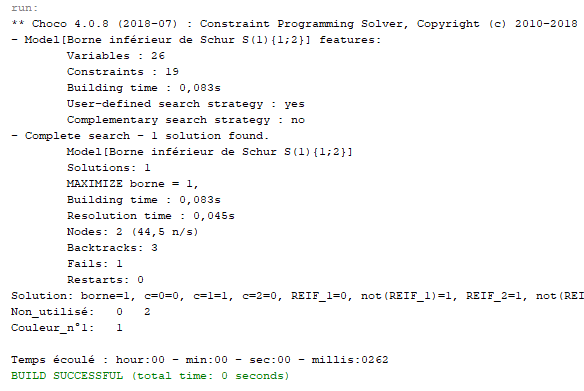 run:
** Choco 4.0.8 (2018-07) : Constraint Programming Solver, Copyright (c) 2010-2018
- Model[Borne inférieur de Schur S(1){1;2}] features:
Variables : 26
Constraints : 19
Building time : 0,083s
User-defined search strategy : yes
Complementary search strategy : no
- Complete search - 1 solution found.
Model[Borne inférieur de Schur S(1){1;2}]
Solutions: 1
MAXIMIZE borne = 1,
Building time : 0,083s
Resolution time : 0,045s
Nodes: 2 (44,5 n/s)
Backtracks: 3
Fails: 1
Restarts: 0
Solution: borne=1, c=0=0, c=1=1, c=2=0, REIF_1=0, not(REIF_1)=1, REIF_2=1, not(REI
Non_utilisé: 0 2
Couleur_n°1: 1
Temps écoulé : hour:00 - min:00 - sec:00 - millis:0262
BUILD SUCCESSFUL (total time: 0 seconds)